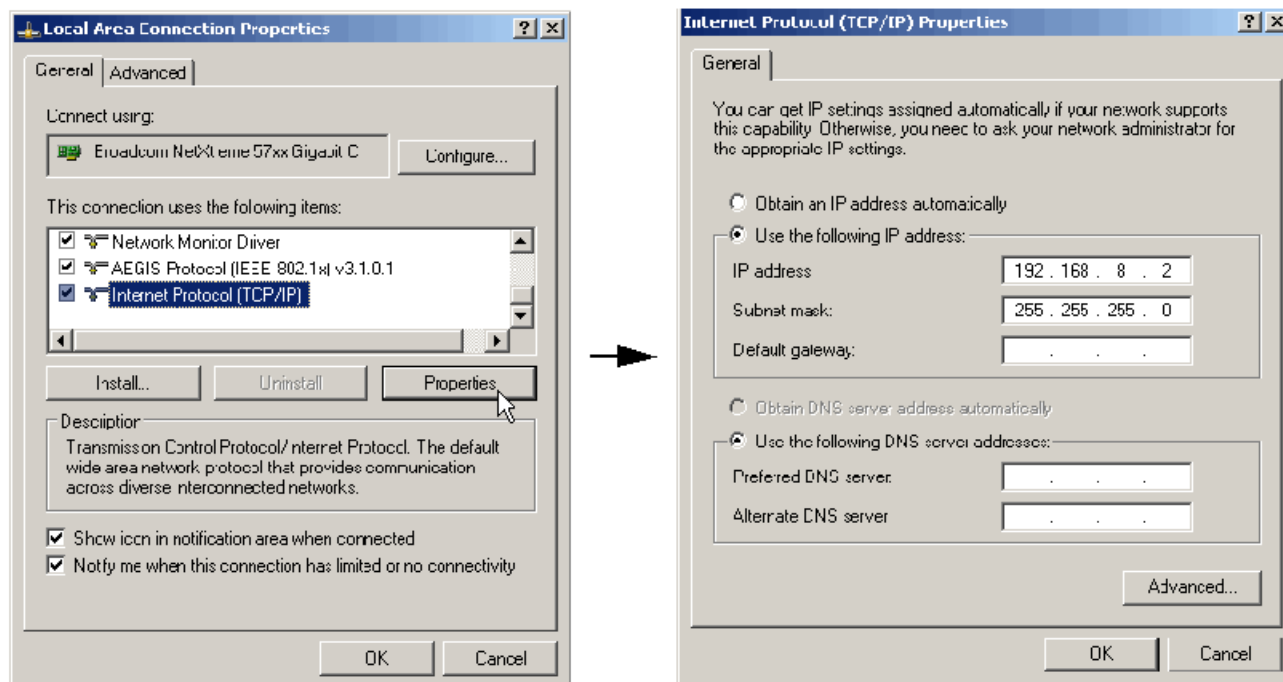 Local Area Connection Properties
General
Advanced
Connect using:
Broadcom NetXtreme 57xx Gigabit C
Configure...
This connection uses the following items:
Network Monitor Driver
AEGIS Protocol (IEEE 802.1x) v3.1.0.1
Internet Protocol (TCP/IP)
Install...
Uninstall
Properties
Description
Transmission Control Protocol/Internet Protocol. The default
wide area network protocol that provides communication
across diverse interconnected networks.
Show icon in notification area when connected
Notify me when this connection has limited or no connectivity
OK
Cancel
Internet Protocol (TCP/IP) Properties
General
You can get IP settings assigned automatically if your network supports
this capability. Otherwise, you need to ask your network administrator for
the appropriate IP settings.
Obtain an IP address automatically
Use the following IP address:
IP address
192 . 168 . 8 . 2
Subnet mask:
255 . 255 . 255 . 0
Default gateway:
. . .
Obtain DNS server address automatically
Use the following DNS server addresses:
Preferred DNS server:
. . .
Alternate DNS server
. . .
Advanced...
OK
Cancel